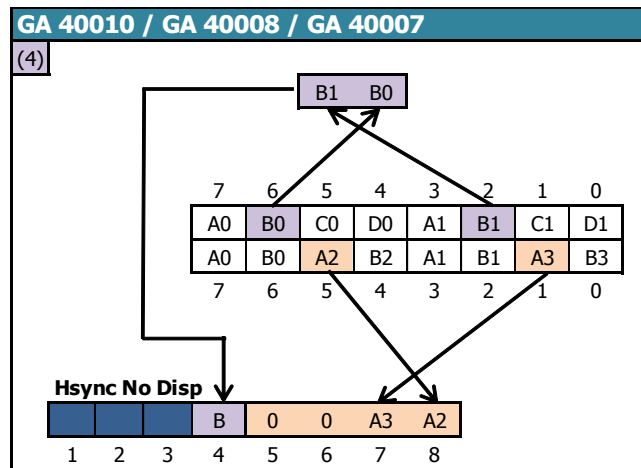 GA 40010 / GA 40008 / GA 40007
(4)
B1 B0
7 6 5 4 3 2 1 0
A0 B0 C0 D0 A1 B1 C1 D1
A0 B0 A2 B2 A1 B1 A3 B3
7 6 5 4 3 2 1 0
Hsync No Disp
B 0 0 A3 A2
1 2 3 4 5 6 7 8